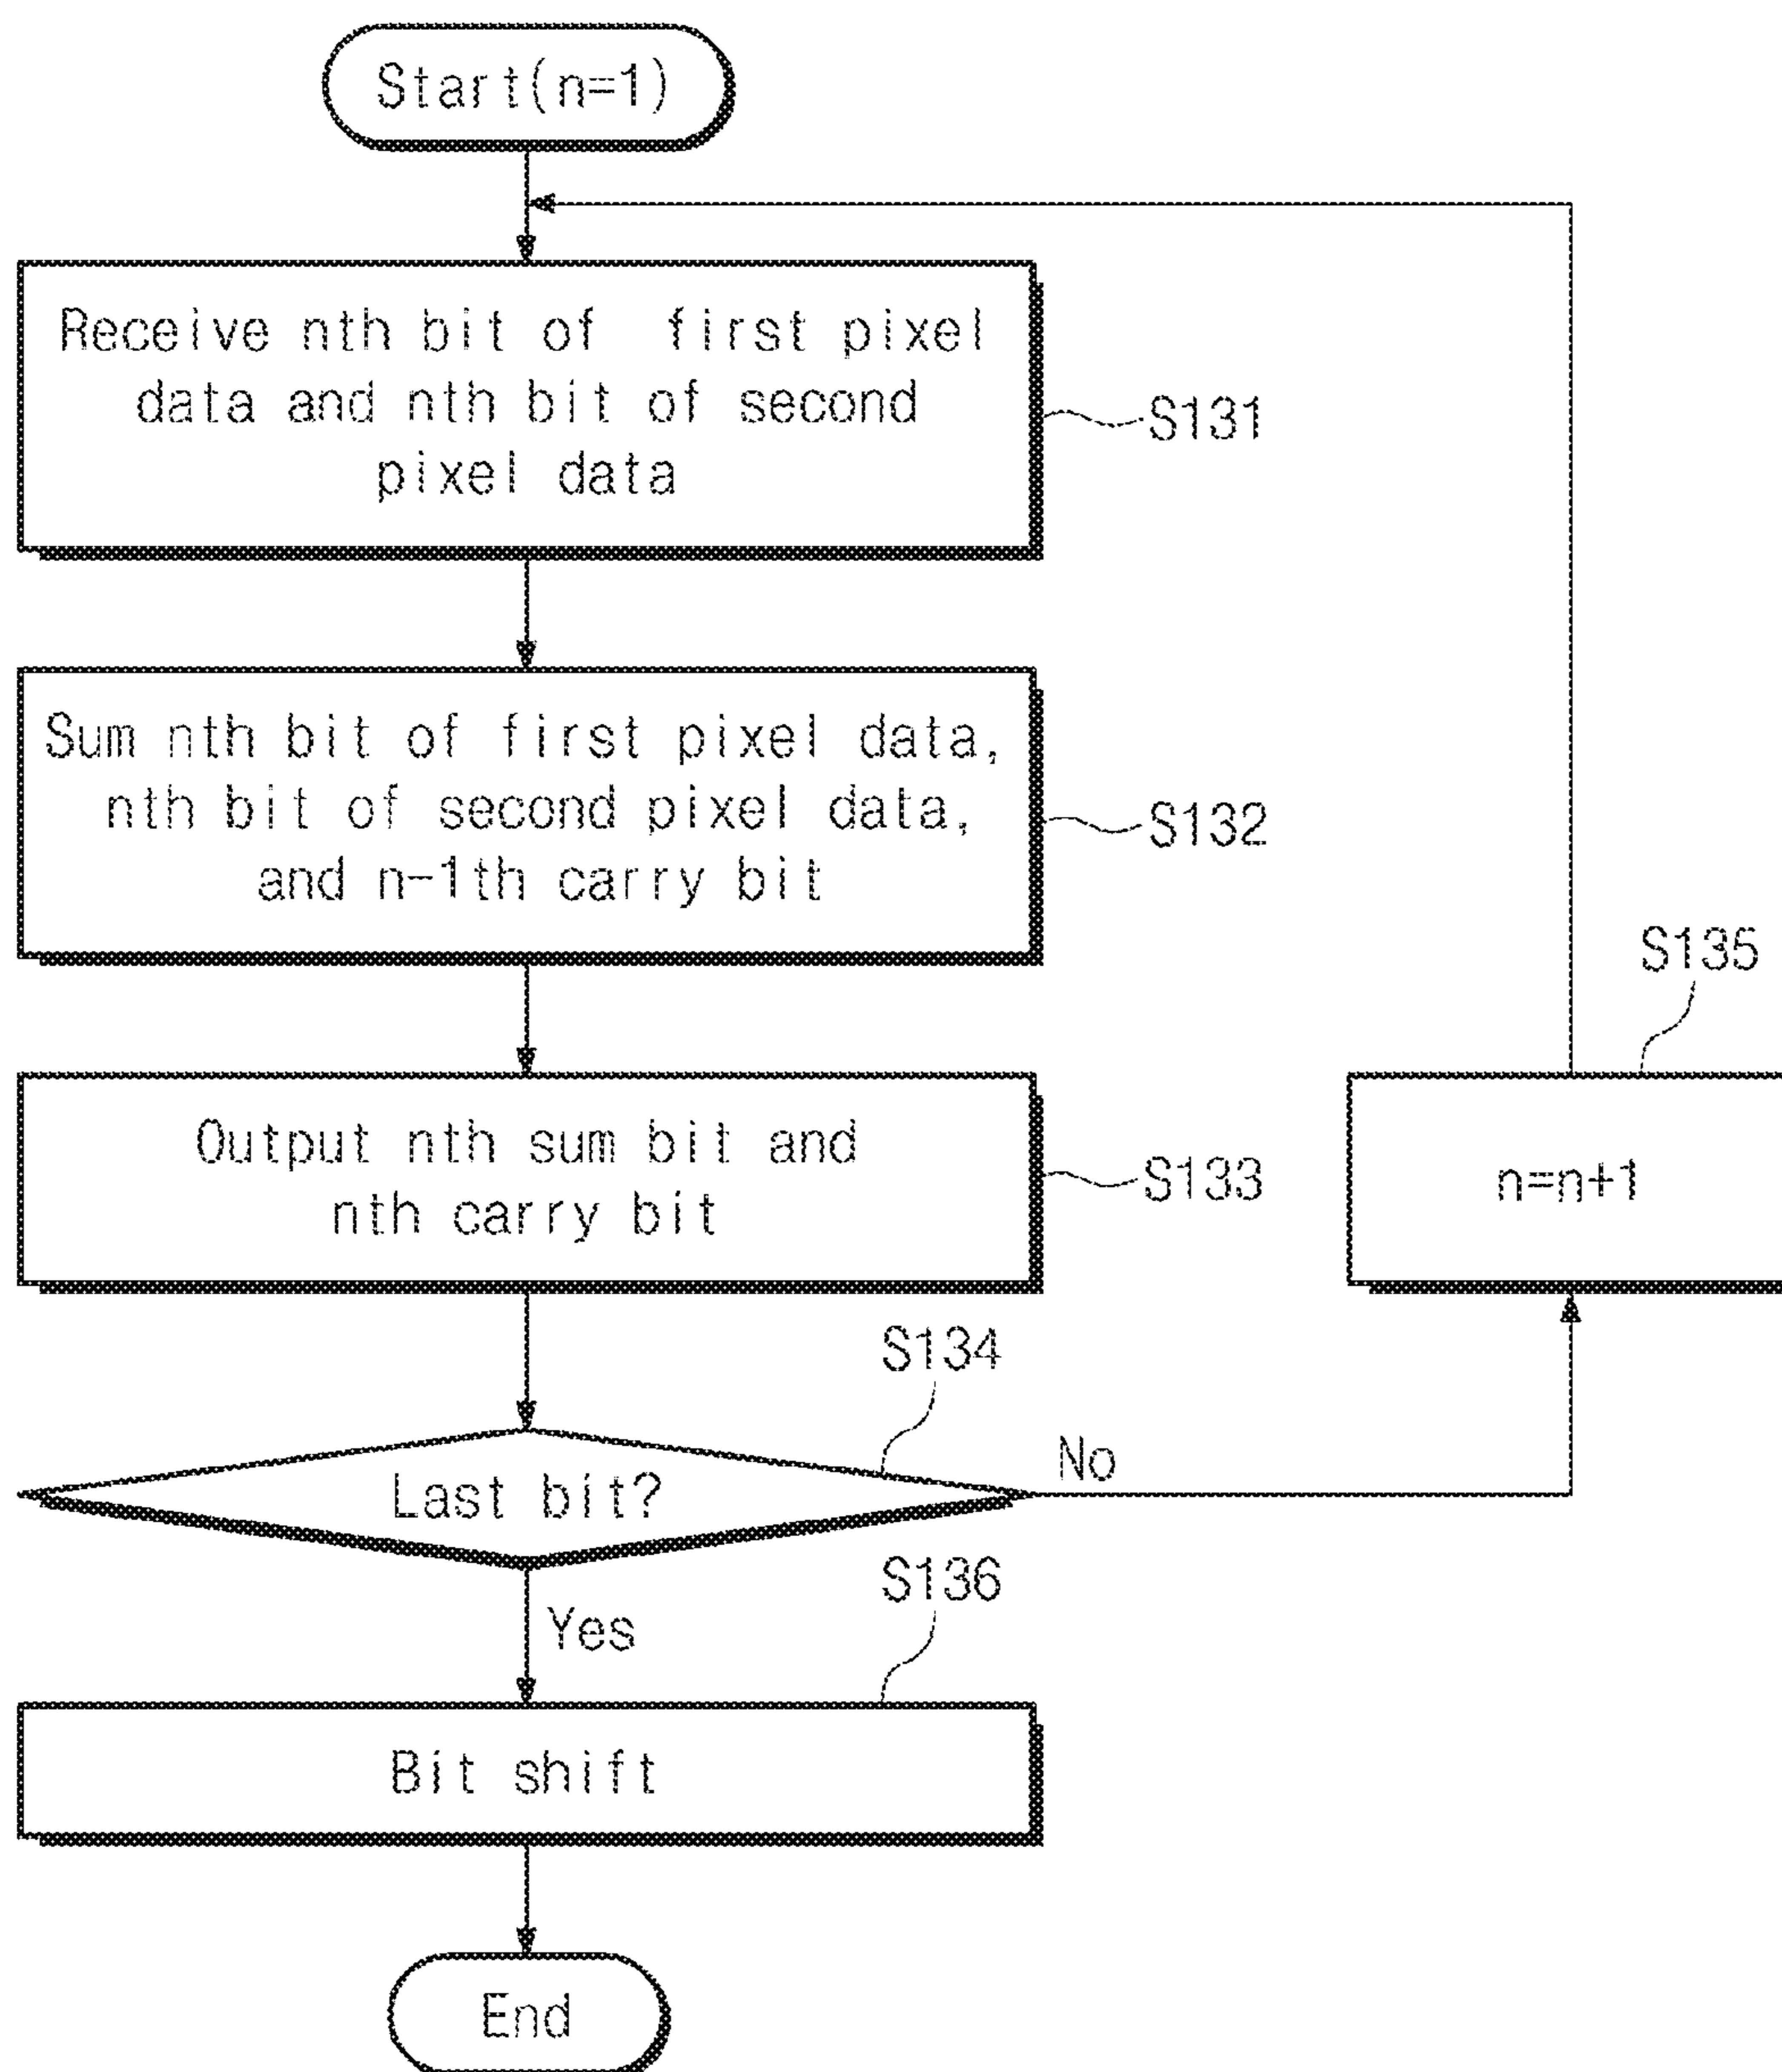 Start(n=1)
Receive nth bit of first pixel
data and nth bit of second
pixel data
S131
Sum nth bit of first pixel data,
nth bit of second pixel data,
and n-1th carry bit
S132
S135
Output nth sum bit and
nth carry bit
S133
n=n+1
S134
Last bit?
No
S136
Yes
Bit shift
End